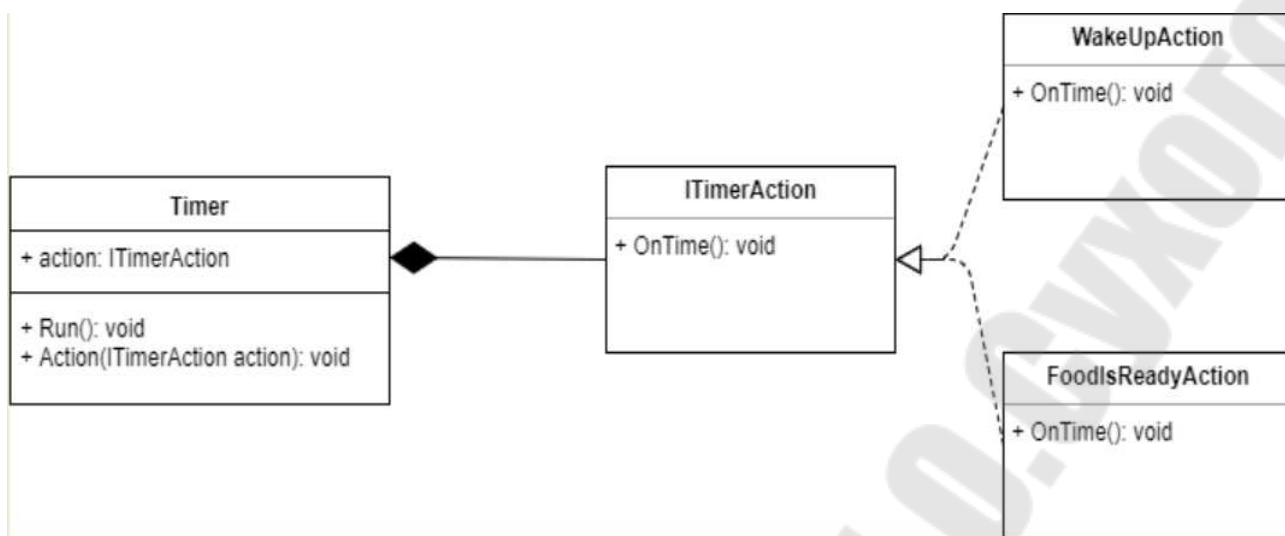 Timer
+ action: ITimerAction
+ Run(): void
+ Action(ITimerAction action): void
ITimerAction
+ OnTime(): void
WakeUpAction
+ OnTime(): void
FoodIsReadyAction
+ OnTime(): void